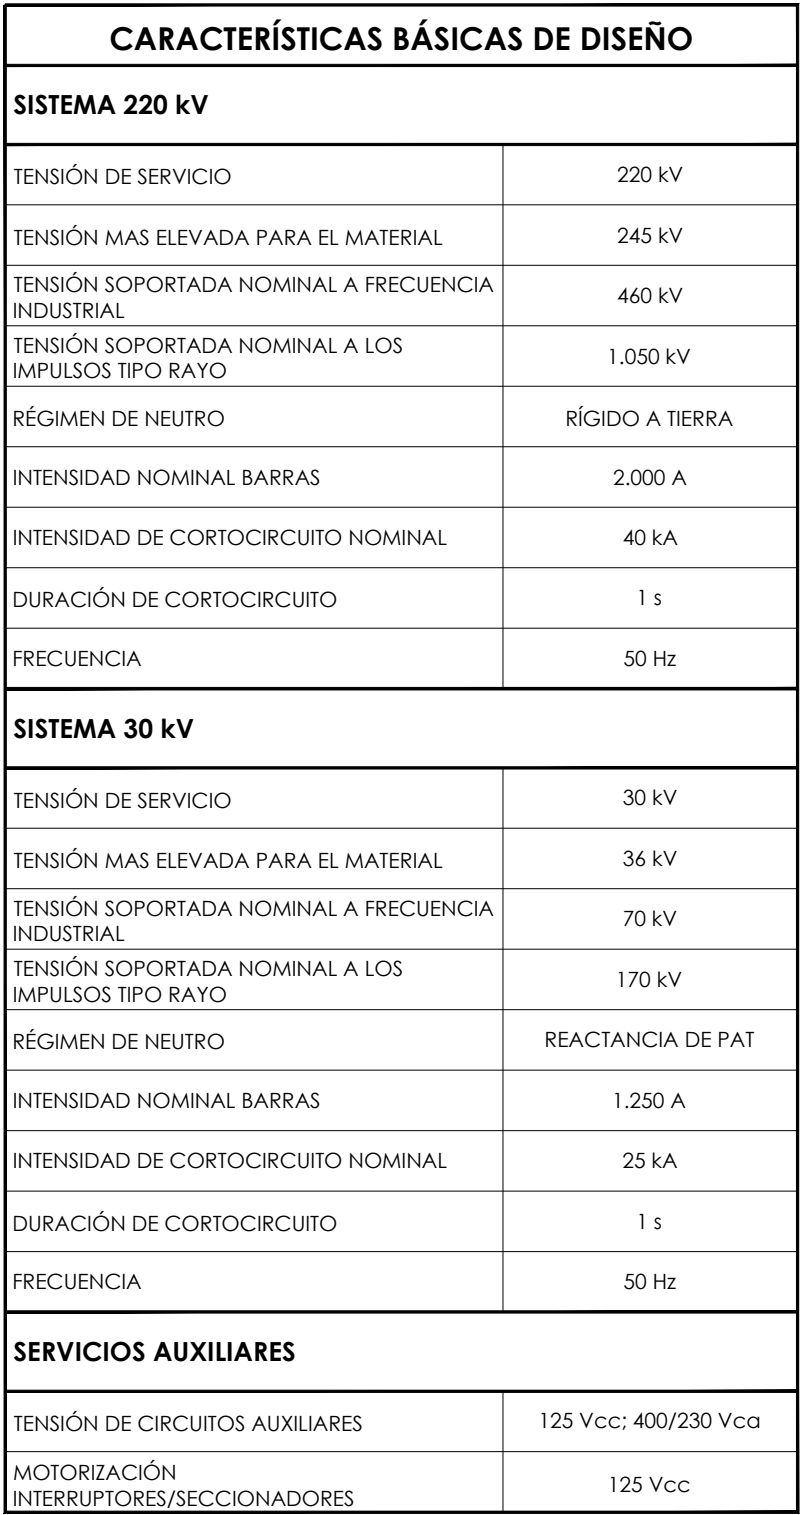 CARACTERÍSTICAS BÁSICAS DE DISEÑO
SISTEMA 220 kV
TENSIÓN DE SERVICIO 220 kV
TENSIÓN MAS ELEVADA PARA EL MATERIAL 245 kV
TENSIÓN SOPORTADA NOMINAL A FRECUENCIA
INDUSTRIAL 460 kV
TENSIÓN SOPORTADA NOMINAL A LOS
IMPULSOS TIPO RAYO 1.050 kV
RÉGIMEN DE NEUTRO RÍGIDO A TIERRA
INTENSIDAD NOMINAL BARRAS 2.000 A
INTENSIDAD DE CORTOCIRCUITO NOMINAL 40 kA
DURACIÓN DE CORTOCIRCUITO 1 s
FRECUENCIA 50 Hz
SISTEMA 30 kV
TENSIÓN DE SERVICIO 30 kV
TENSIÓN MAS ELEVADA PARA EL MATERIAL 36 kV
TENSIÓN SOPORTADA NOMINAL A FRECUENCIA
INDUSTRIAL 70 kV
TENSIÓN SOPORTADA NOMINAL A LOS
IMPULSOS TIPO RAYO 170 kV
RÉGIMEN DE NEUTRO REACTANCIA DE PAT
INTENSIDAD NOMINAL BARRAS 1.250 A
INTENSIDAD DE CORTOCIRCUITO NOMINAL 25 kA
DURACIÓN DE CORTOCIRCUITO 1 s
FRECUENCIA 50 Hz
SERVICIOS AUXILIARES
TENSIÓN DE CIRCUITOS AUXILIARES 125 Vcc; 400/230 Vca
MOTORIZACIÓN
INTERRUPTORES/SECCIONADORES 125 Vcc